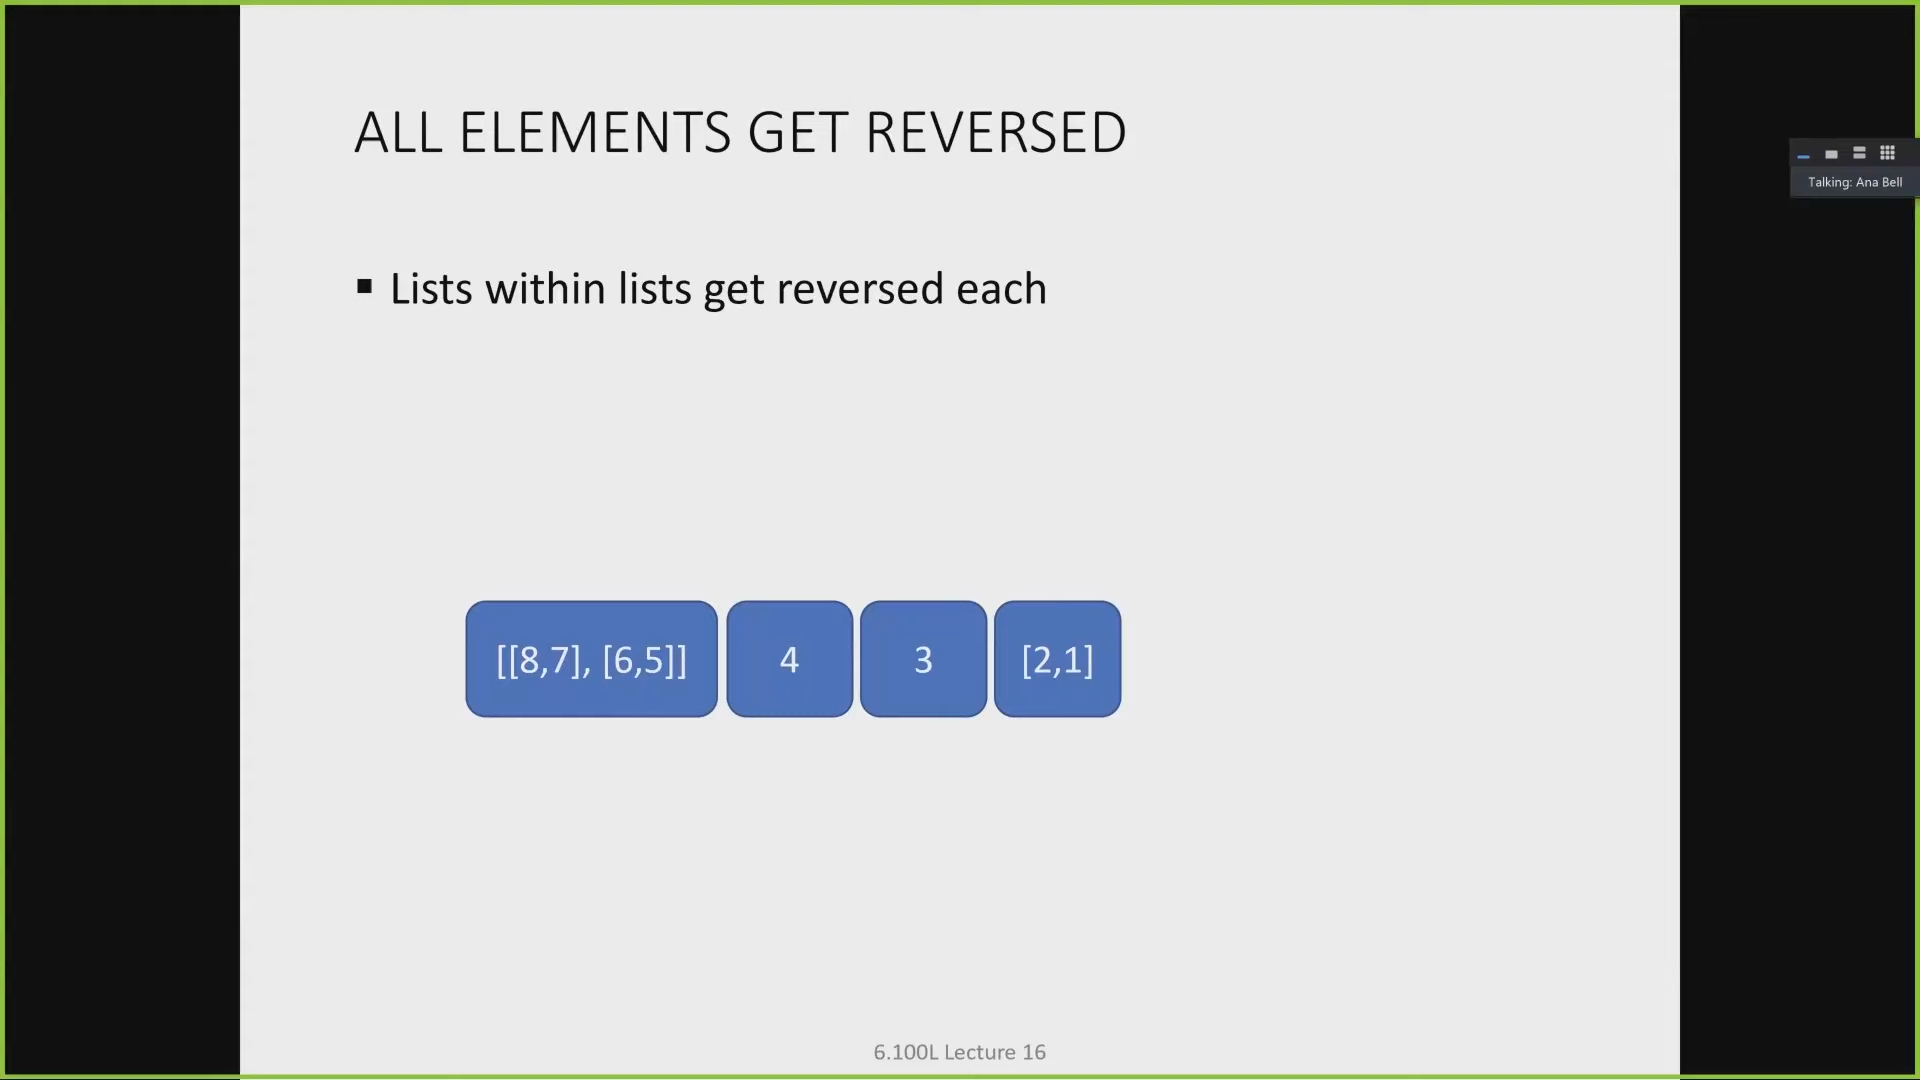 ALL ELEMENTS GET REVERSED
Talking: Ana Bell
▪ Lists within lists get reversed each
[[8,7], [6,5]] 4 3 [2,1]
6.100L Lecture 16